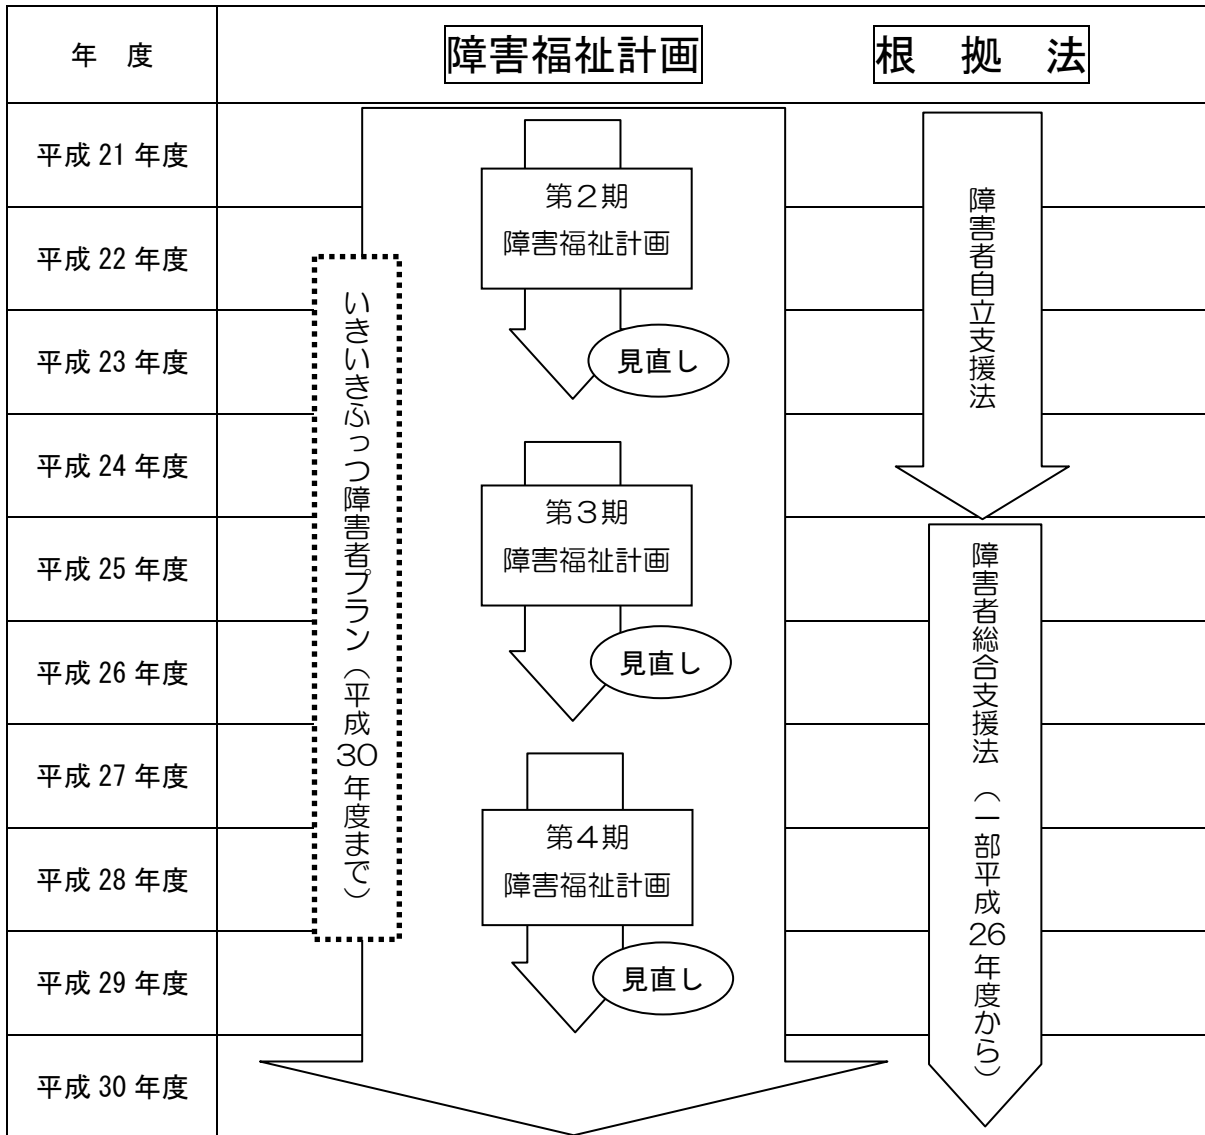 年　度
障害福祉計画
根　拠　法
平成 21 年度
平成 22 年度
平成 23 年度
平成 24 年度
平成 25 年度
平成 26 年度
平成 27 年度
平成 28 年度
平成 29 年度
平成 30 年度
いきいきふっつ障害者プラン（平成30年度まで）
第２期
障害福祉計画
見直し
第３期
障害福祉計画
見直し
第４期
障害福祉計画
見直し
障害者自立支援法
障害者総合支援法（一部平成26年度から）